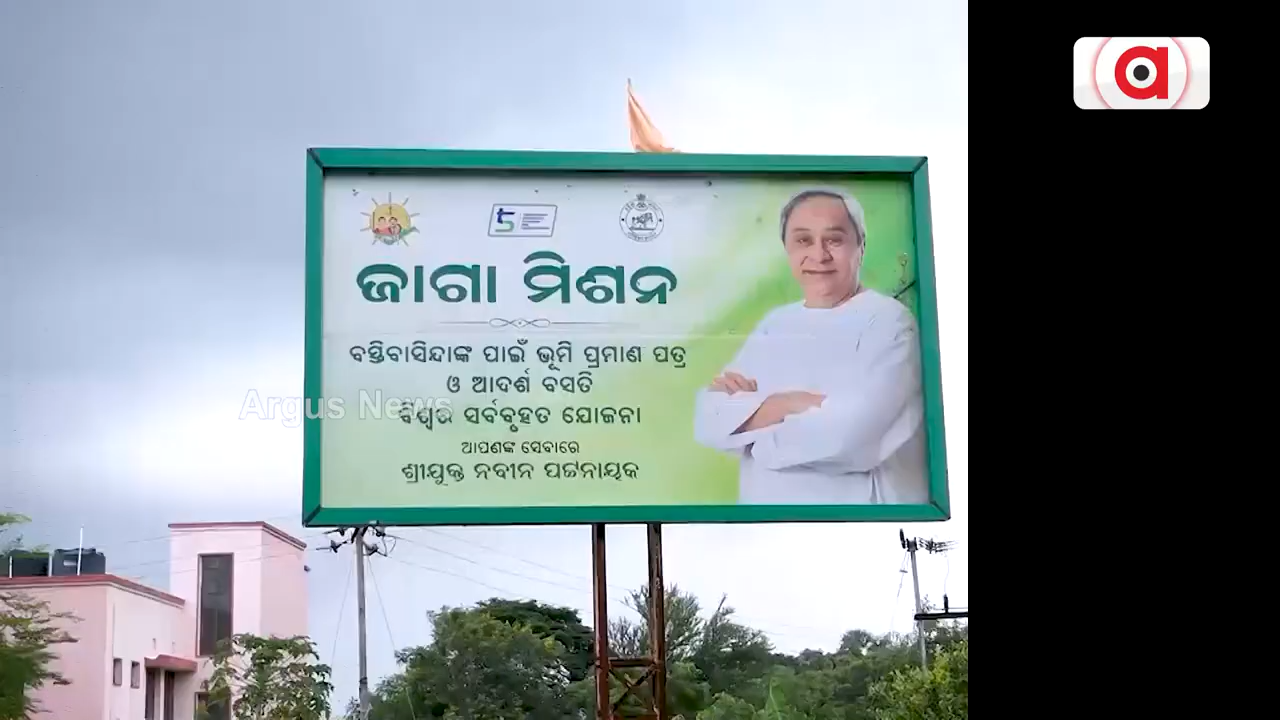 ଜାଗା ମିଶନ
ବସ୍ତିବାସିନ୍ଦାଙ୍କ ପାଇଁ ଭୂମି ପ୍ରମାଣ ପତ୍ର
ଓ ଆଦର୍ଶ ବସତି
ବିଶ୍ୱର ସର୍ବବୃହତ ଯୋଜନା
ଆପଣଙ୍କ ସେବାରେ
ଶ୍ରୀଯୁକ୍ତ ନବୀନ ପଟ୍ଟନାୟକ
Argus News